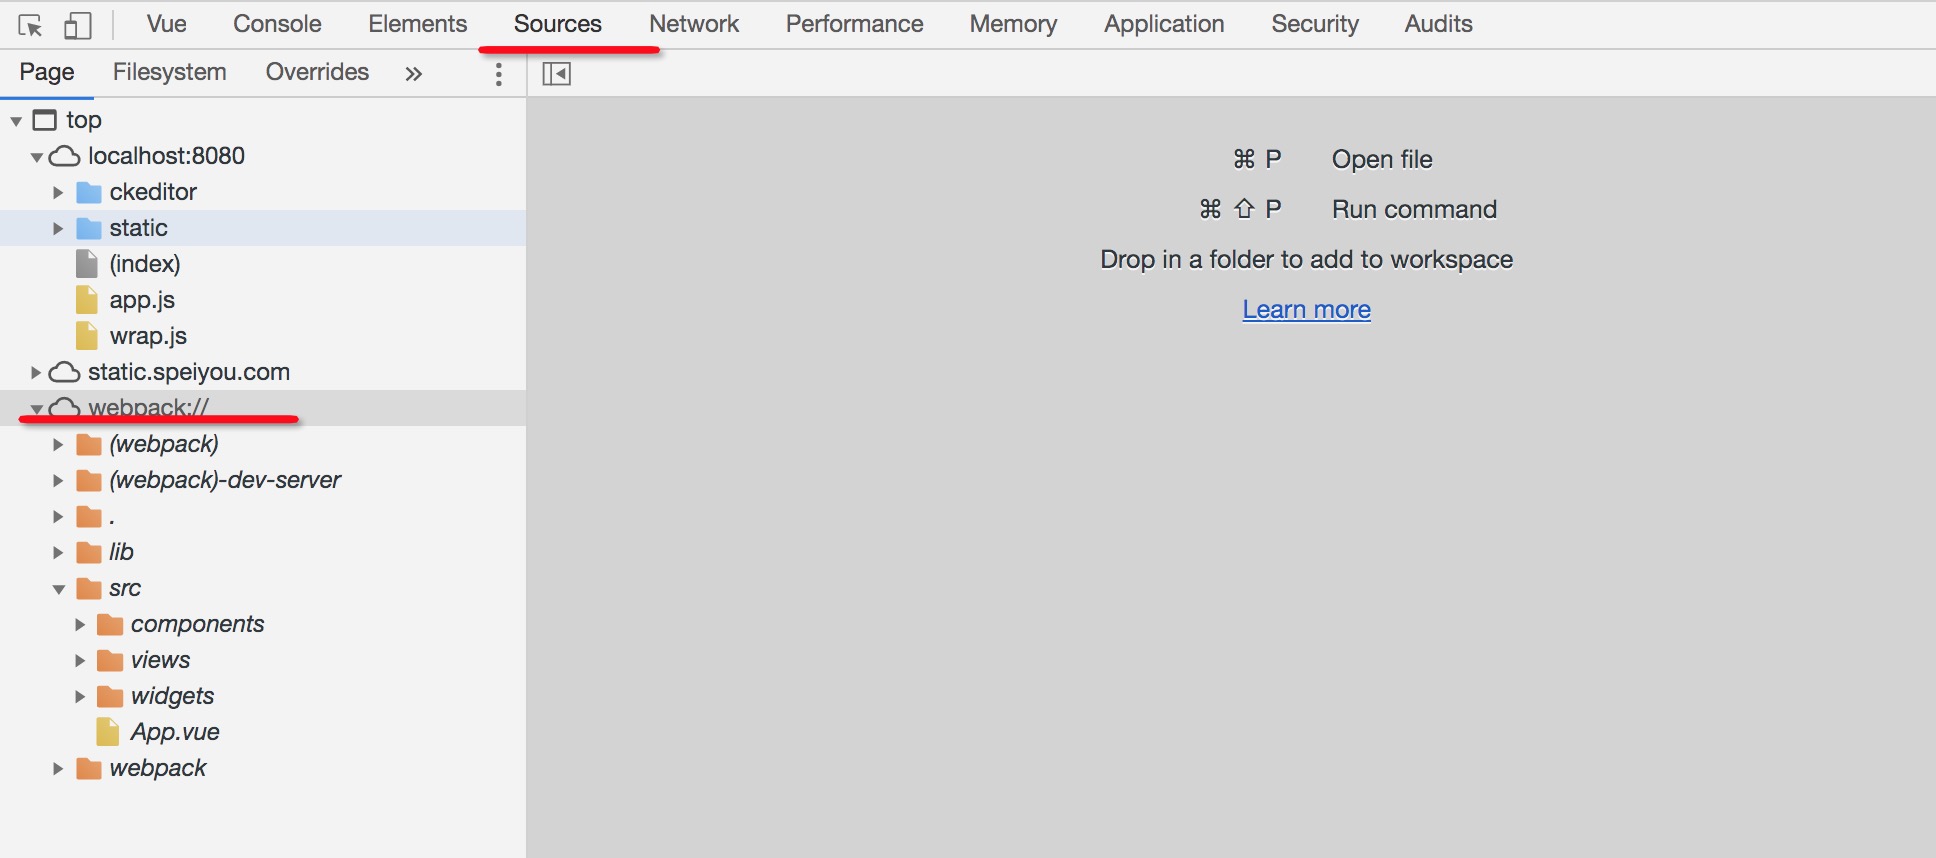 Vue Console Elements Sources Network Performance Memory Application Security Audits
Page Filesystem Overrides »
top
localhost:8080
ckeditor
static
(index)
app.js
wrap.js
static.speiyou.com
webpack://
(webpack)
(webpack)-dev-server
.
lib
src
components
views
widgets
App.vue
webpack
⌘ P Open file
⌘ ⇧ P Run command
Drop in a folder to add to workspace
Learn more